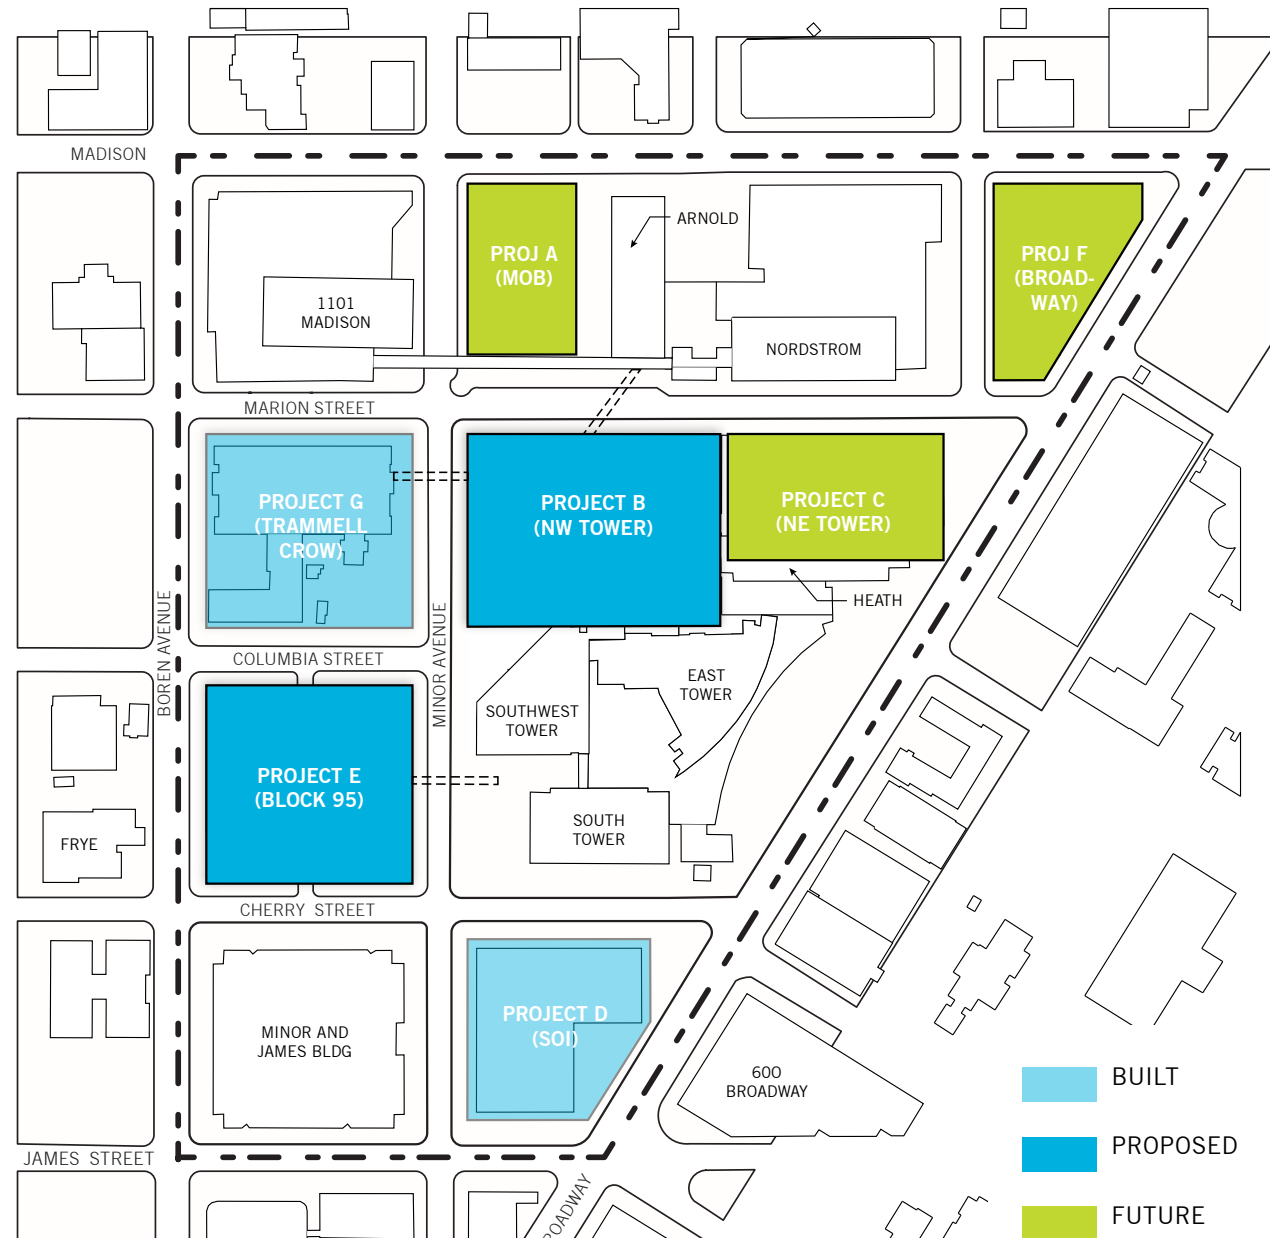 MADISON
ARNOLD
PROJ A
(MOB)
PROJ F
(BROAD-
WAY)
1101
MADISON
NORDSTROM
MARION STREET
PROJECT G
(TRAMMELL
CROW)
PROJECT B
(NW TOWER)
PROJECT C
(NE TOWER)
HEATH
BOREN AVENUE
MINOR AVENUE
COLUMBIA STREET
EAST
TOWER
SOUTHWEST
TOWER
PROJECT E
(BLOCK 95)
SOUTH
TOWER
FRYE
CHERRY STREET
PROJECT D
(SOI)
MINOR AND
JAMES BLDG
600
BROADWAY
BUILT
PROPOSED
JAMES STREET
OADWAY
FUTURE